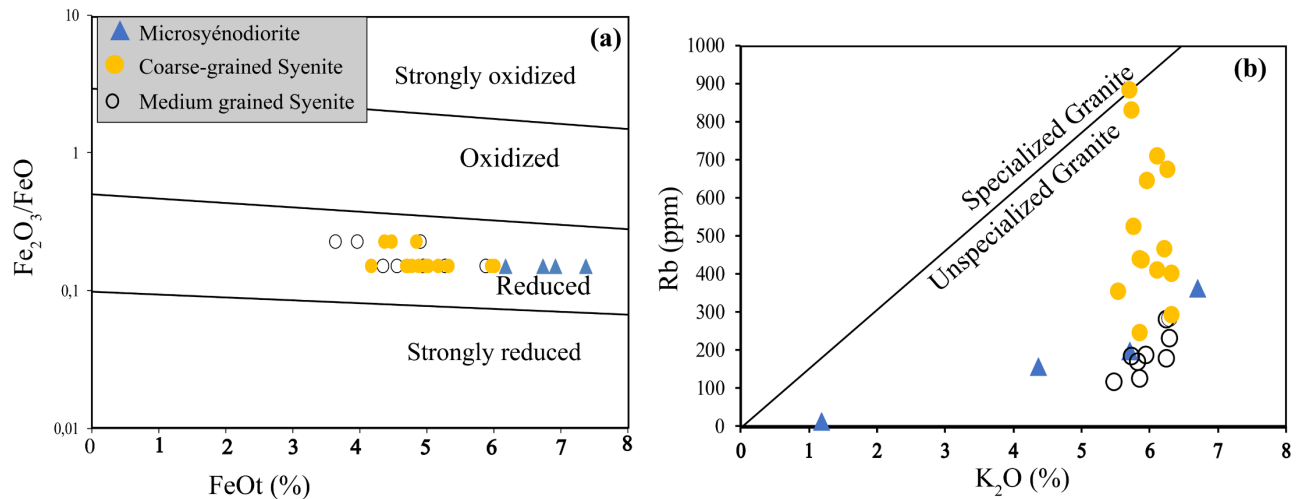 10
1
0,1
0,01
Fe2O3/FeO
Microsyénodiorite
Coarse-grained Syenite
Medium grained Syenite
(a)
Strongly oxidized
Oxidized
Reduced
Strongly reduced
0 1 2 3 4 5 6 7 8
FeOt (%)
1000
900
800
700
600
500
400
300
200
100
0
Rb (ppm)
(b)
Specialized Granite
Unspecialized Granite
0 1 2 3 4 5 6 7 8
K2O (%)